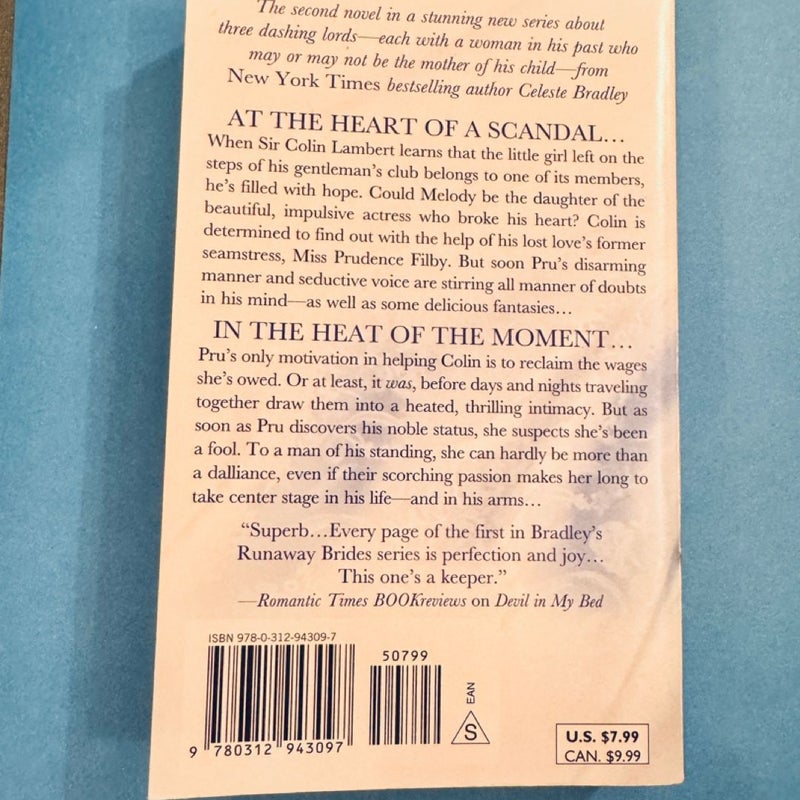 The second novel in a stunning new series about
three dashing lords—each with a woman in his past who
may or may not be the mother of his child—from
New York Times bestselling author Celeste Bradley
AT THE HEART OF A SCANDAL...
When Sir Colin Lambert learns that the little girl left on the
steps of his gentleman's club belongs to one of its members,
he's filled with hope. Could Melody be the daughter of the
beautiful, impulsive actress who broke his heart? Colin is
determined to find out with the help of his lost love's former
seamstress, Miss Prudence Filby. But soon Pru's disarming
manner and seductive voice are stirring all manner of doubts
in his mind—as well as some delicious fantasies...
IN THE HEAT OF THE MOMENT...
Pru's only motivation in helping Colin is to reclaim the wages
she's owed. Or at least, it was, before days and nights traveling
together draw them into a heated, thrilling intimacy. But as
soon as Pru discovers his noble status, she suspects she's been
a fool. To a man of his standing, she can hardly be more than
a dalliance, even if their scorching passion makes her long to
take center stage in his life—and in his arms...
"Superb...Every page of the first in Bradley's
Runaway Brides series is perfection and joy...
This one's a keeper."
—Romantic Times BOOKreviews on Devil in My Bed
ISBN 978-0-312-94309-7
50799
EAN
S
9 780312 943097
U.S. $7.99
CAN. $9.99